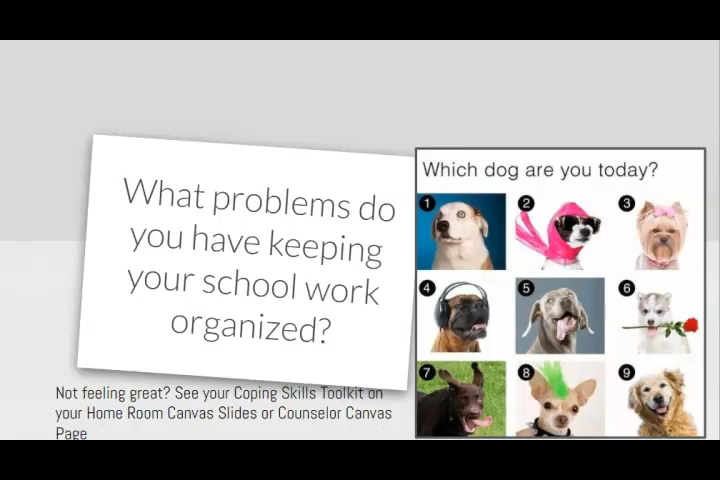 What problems do
you have keeping
your school work
organized?
Not feeling great? See your Coping Skills Toolkit on
your Home Room Canvas Slides or Counselor Canvas
Page
Which dog are you today?
1 2 3
4 5 6
7 8 9